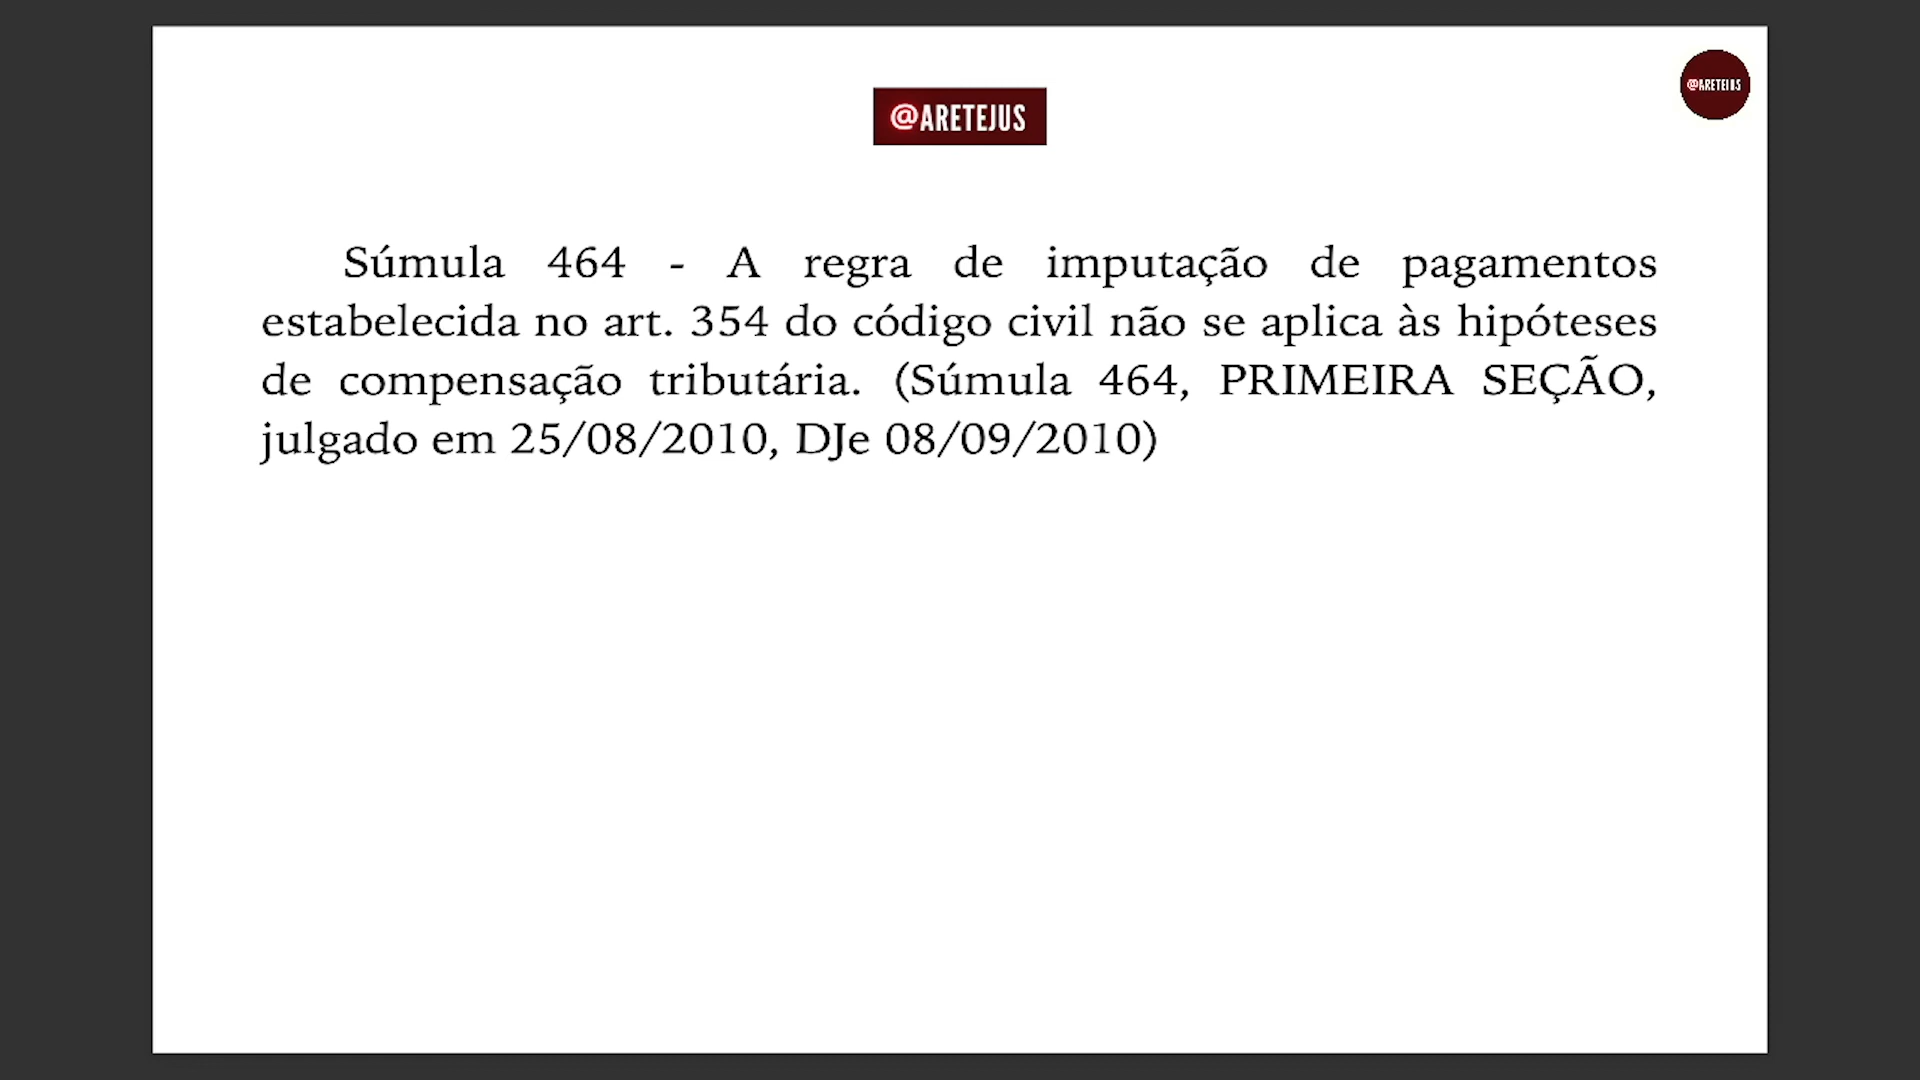 @ARETEJUS
@ARETEJUS
Súmula 464 - A regra de imputação de pagamentos
estabelecida no art. 354 do código civil não se aplica às hipóteses
de compensação tributária. (Súmula 464, PRIMEIRA SEÇÃO,
julgado em 25/08/2010, DJe 08/09/2010)